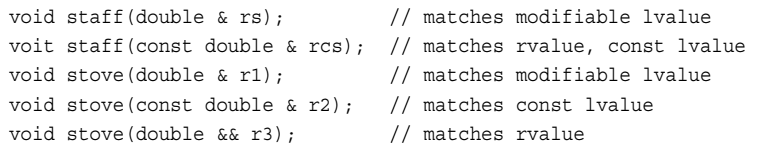 void staff(double & rs);         // matches modifiable lvalue
voit staff(const double & rcs);  // matches rvalue, const lvalue
void stove(double & r1);         // matches modifiable lvalue
void stove(const double & r2);   // matches const lvalue
void stove(double && r3);        // matches rvalue